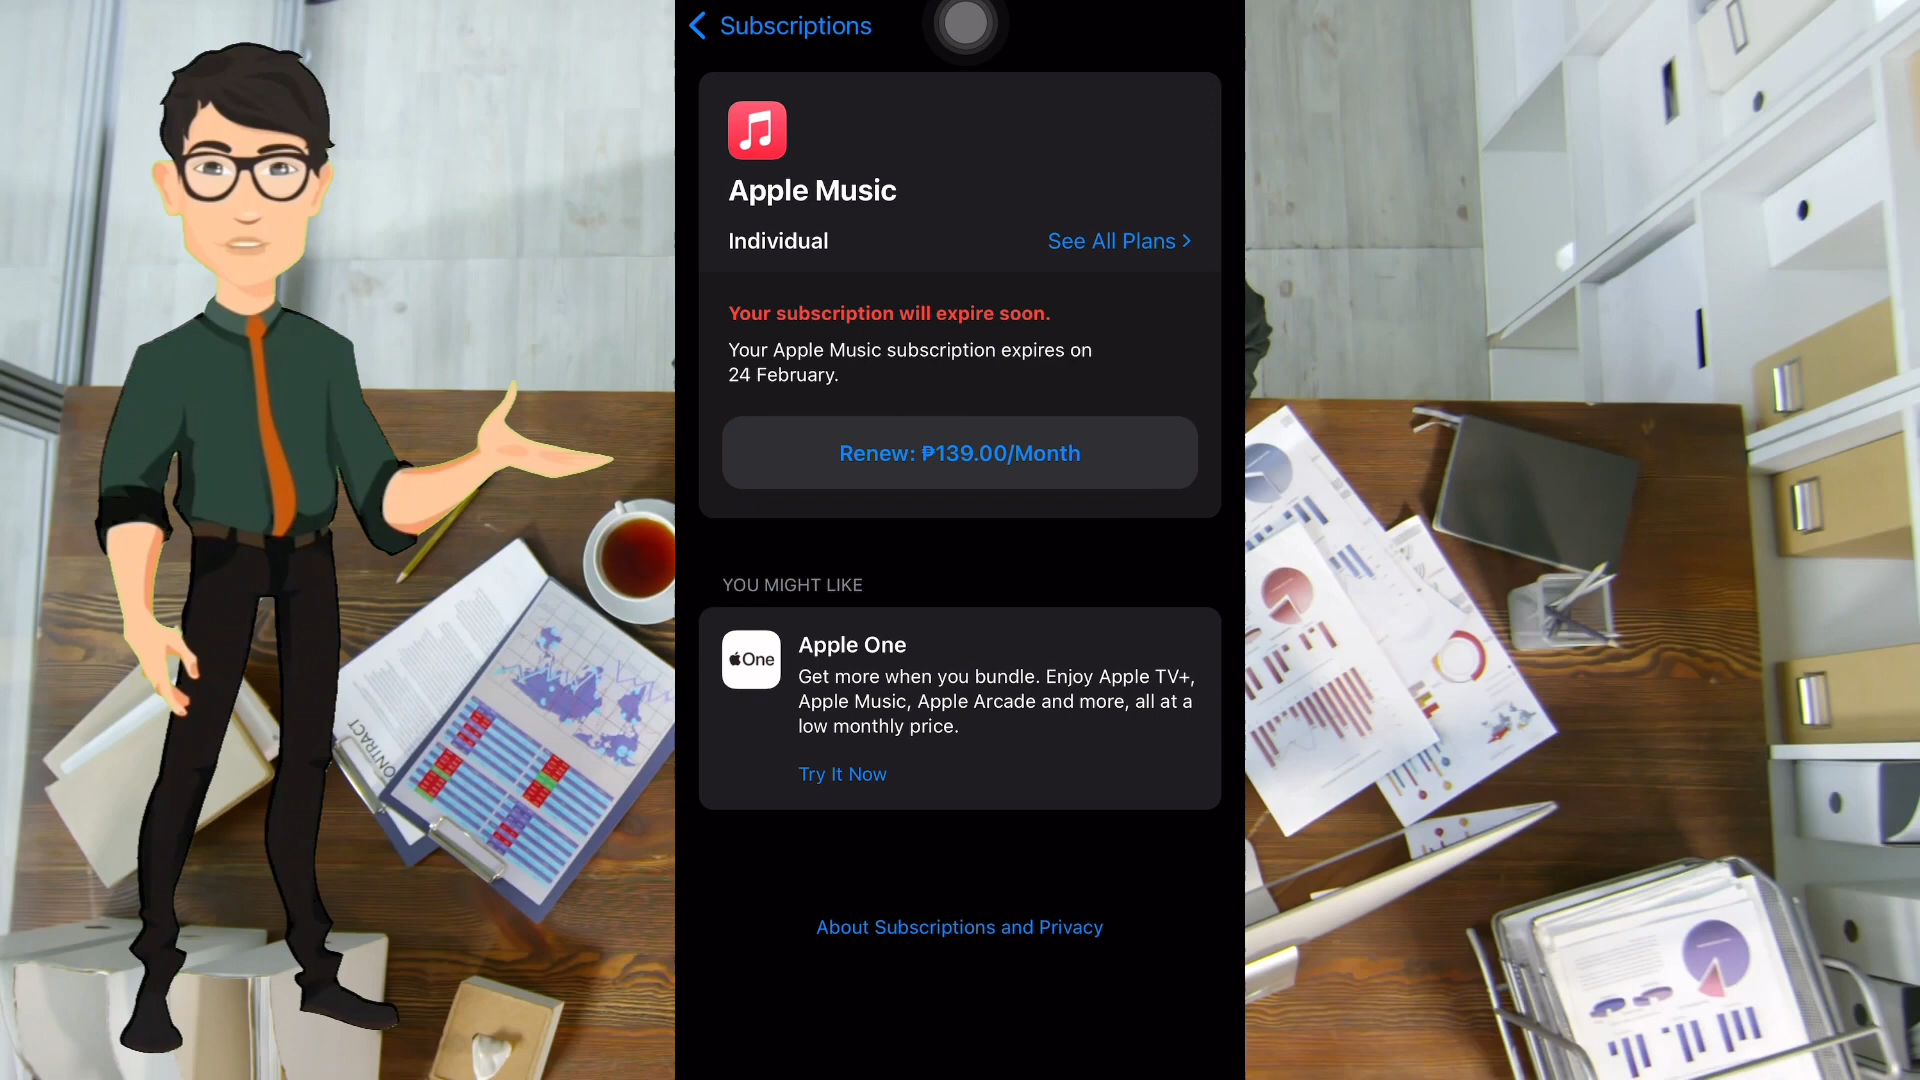 Subscriptions
Apple Music
Individual
See All Plans >
Your subscription will expire soon.
Your Apple Music subscription expires on
24 February.
Renew: ₱139.00/Month
YOU MIGHT LIKE
One
Apple One
Get more when you bundle. Enjoy Apple TV+,
Apple Music, Apple Arcade and more, all at a
low monthly price.
Try It Now
About Subscriptions and Privacy